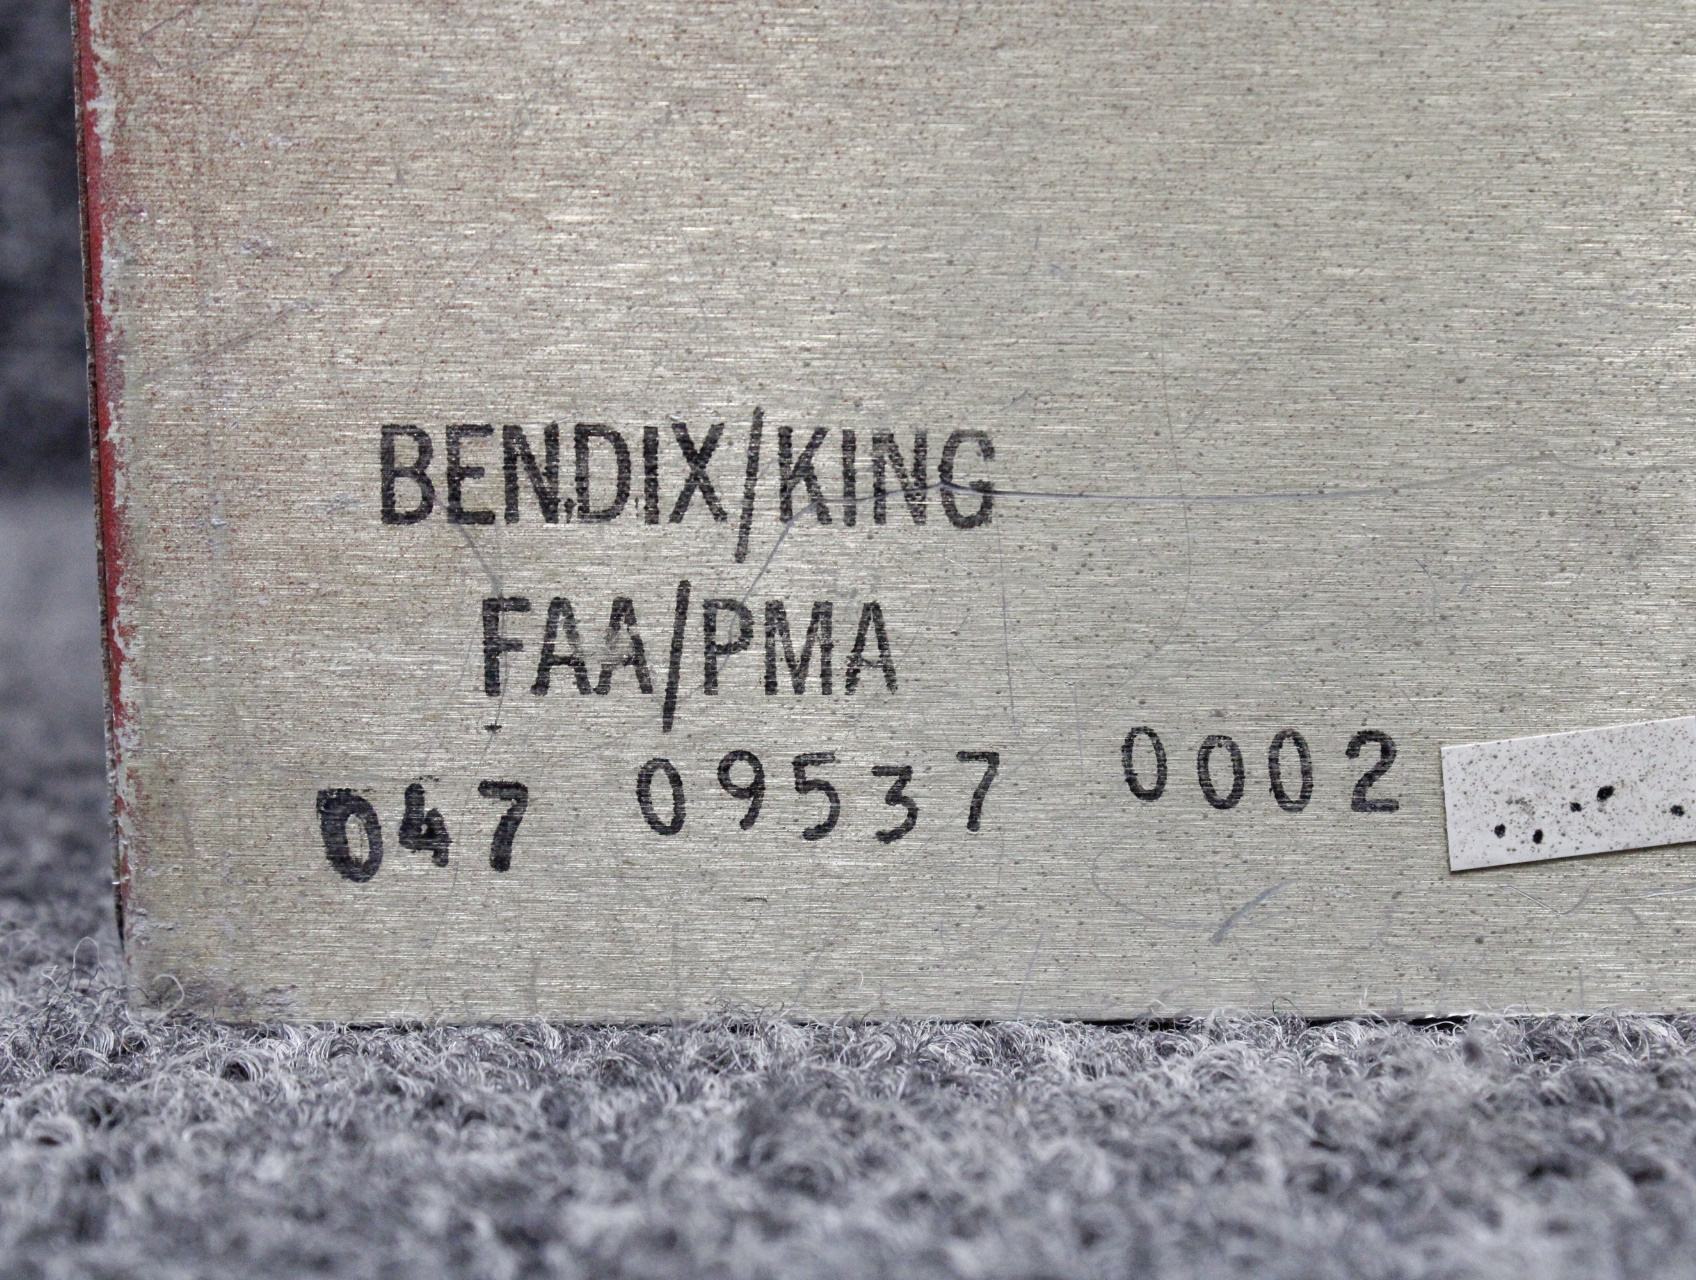 BENDIX/KING
FAA/PMA
047 09537 0002